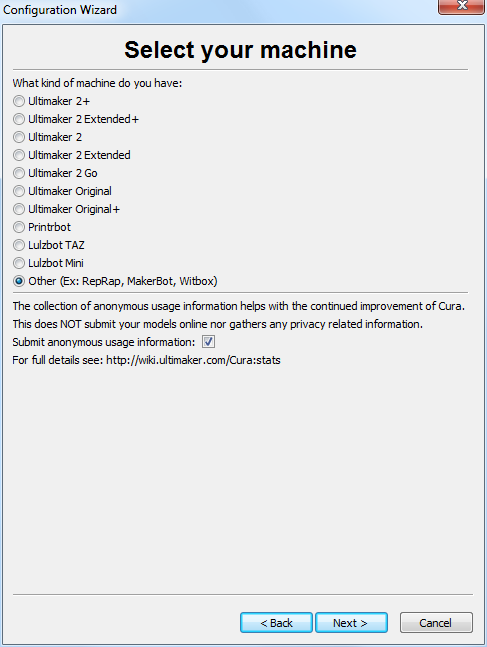 Configuration Wizard
Select your machine
What kind of machine do you have:
Ultimaker 2+
Ultimaker 2 Extended+
Ultimaker 2
Ultimaker 2 Extended
Ultimaker 2 Go
Ultimaker Original
Ultimaker Original+
Printrbot
Lulzbot TAZ
Lulzbot Mini
Other (Ex: RepRap, MakerBot, Witbox)
The collection of anonymous usage information helps with the continued improvement of Cura.
This does NOT submit your models online nor gathers any privacy related information.
Submit anonymous usage information:
For full details see: http://wiki.ultimaker.com/Cura:stats
< Back Next > Cancel